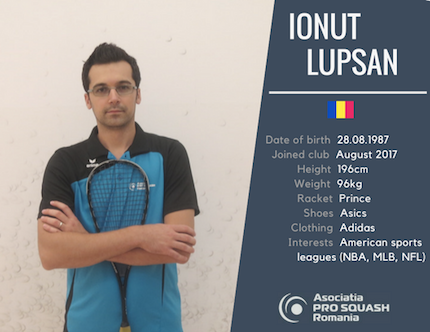 IONUT
LUPSAN
Date of birth 28.08.1987
Joined club August 2017
Height 196cm
Weight 96kg
Racket Prince
Shoes Asics
Clothing Adidas
Interests American sports
leagues (NBA, MLB, NFL)
Asociatia
PRO SQUASH
Romania